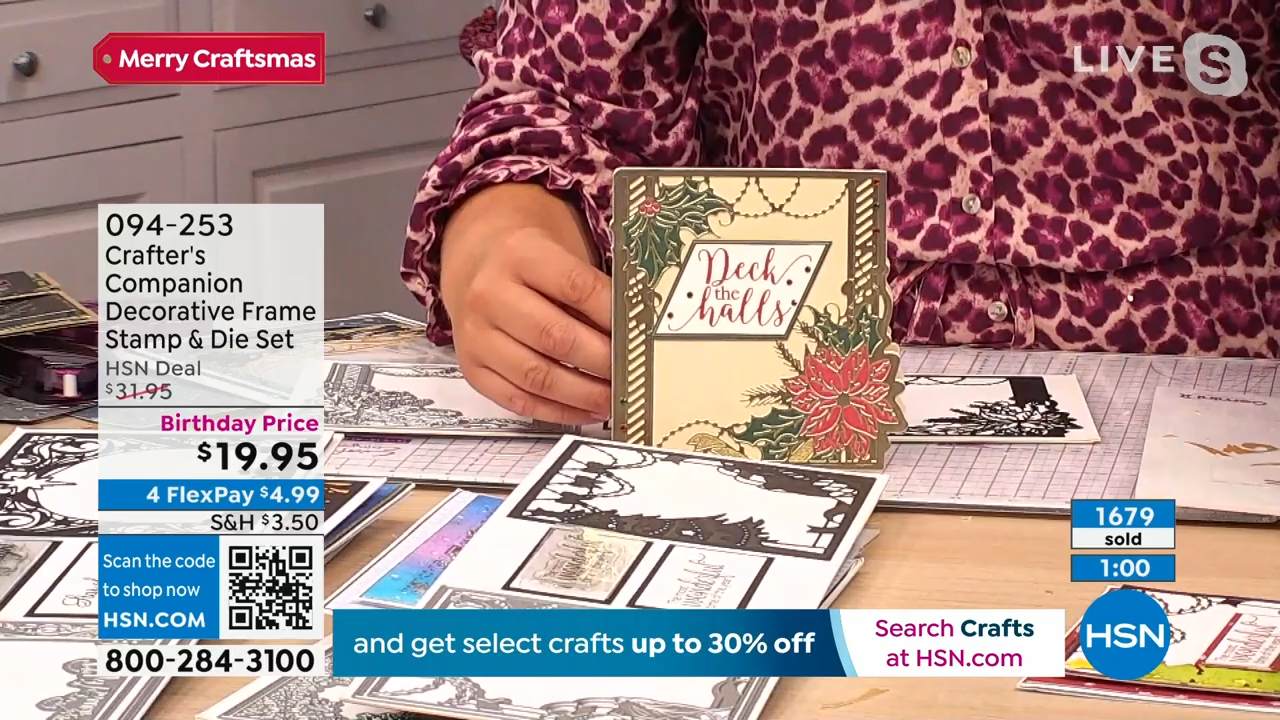 Merry Craftsmas
LIVE S
094-253
Crafter's
Companion
Decorative Frame
Stamp & Die Set
HSN Deal
$31.95
Birthday Price
$19.95
4 FlexPay $4.99
S&H $3.50
Scan the code
to shop now
HSN.COM
800-284-3100
Deck
the
halls
1679
sold
1:00
and get select crafts up to 30% off
Search Crafts
at HSN.com
HSN